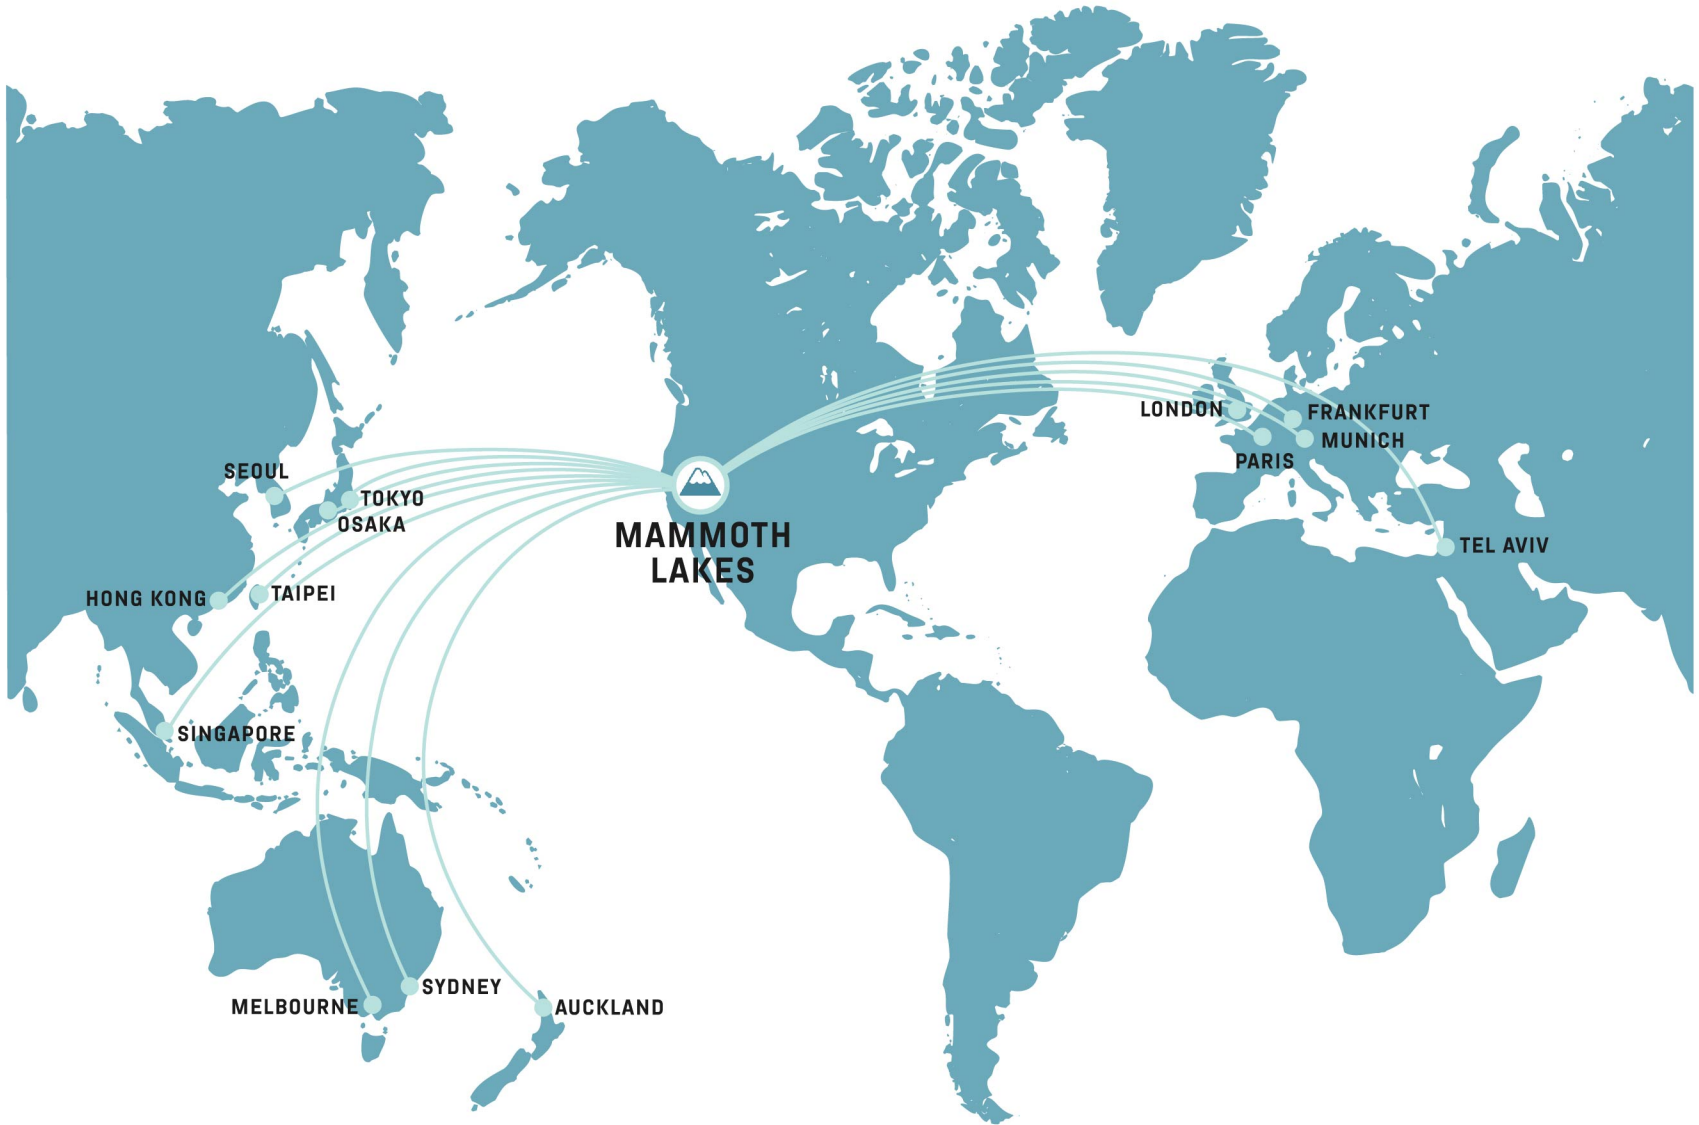 LONDON
FRANKFURT
MUNICH
PARIS
SEOUL
TOKYO
OSAKA
MAMMOTH
LAKES
TEL AVIV
HONG KONG
TAIPEI
SINGAPORE
SYDNEY
MELBOURNE
AUCKLAND